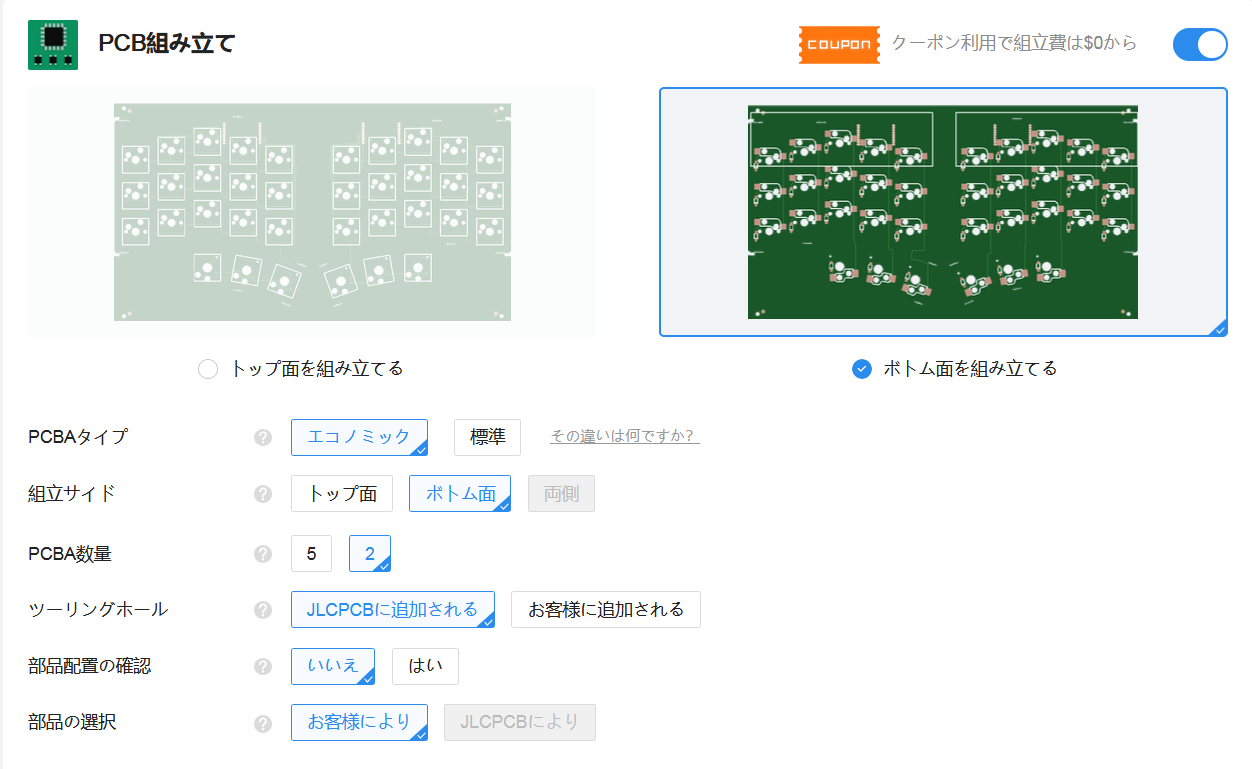 PCB組み立て
COUPON クーポン利用で組立費は$0から
トップ面を組み立てる
ボトム面を組み立てる
PCBAタイプ ? エコノミック 標準 その違いは何ですか？
組立サイド ? トップ面 ボトム面 両側
PCBA数量 ? 5 2
ツーリングホール ? JLCPCBに追加される お客様に追加される
部品配置の確認 ? いいえ はい
部品の選択 ? お客様により JLCPCBにより